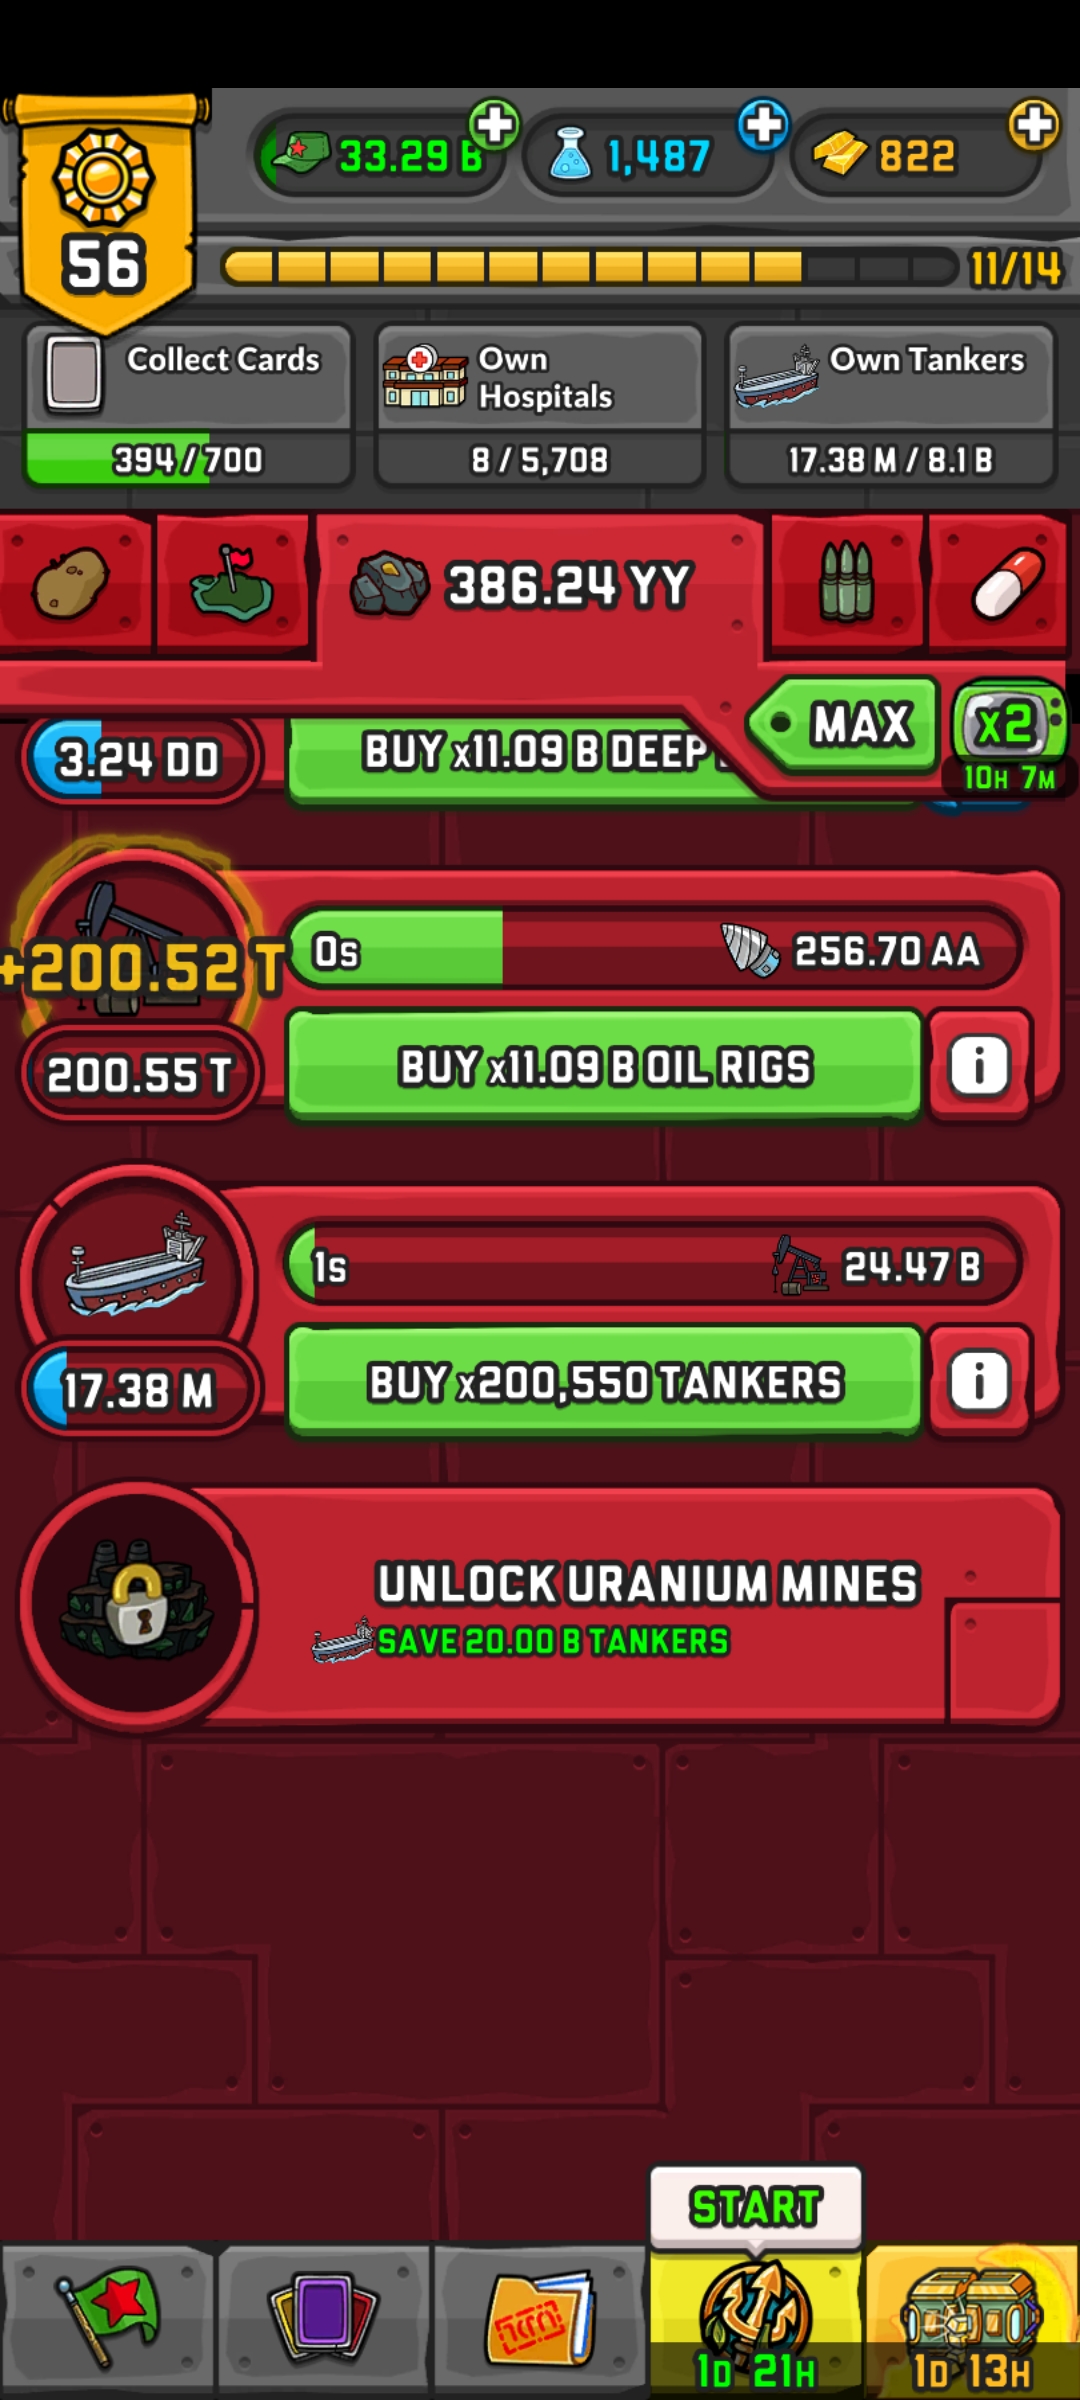 33.29 B
1,487
822
56
11/14
Collect Cards
394/700
Own
Hospitals
8/5,708
Own Tankers
17.38 M/8.1 B
386.24 YY
MAX
x2
10H 7M
3.24 DD
BUY x11.09 B DEEP
+200.52 T
0s
256.70 AA
200.55 T
BUY x11.09 B OIL RIGS
i
1s
24.47 B
17.38 M
BUY x200,550 TANKERS
i
UNLOCK URANIUM MINES
SAVE 20.00 B TANKERS
START
1D 21H
1D 13H